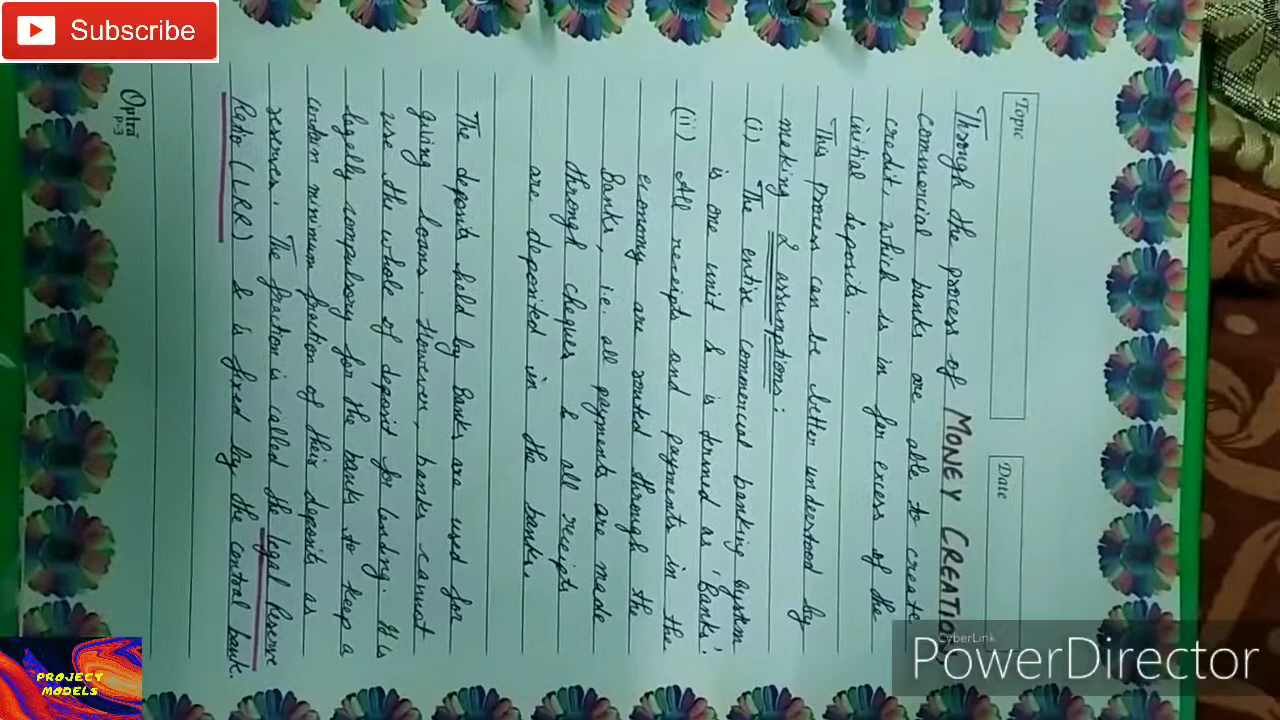 Subscribe
Topic
Date
Through the process of MONEY CREATION,
commercial banks are able to create
credit, which is in far excess of the
initial deposits.
This process can be better understood by
making 2 assumptions:
(i) The entire commercial banking system
is one unit & is termed as 'Banks'.
(ii) All receipts and payments in the
economy are routed through the
Banks, i.e. all payments are made
through cheques & all receipts
are deposited in the banks.
The deposits held by Banks are used for
giving loans. However, banks cannot
use the whole of deposit for lending. It is
legally compulsory for the banks to keep a
certain minimum fraction of their deposits as
reserves. The fraction is called the legal Reserve
Ratio (LRR) & is fixed by the central bank.
Ophra
P-3
PROJECT
MODELS
CyberLink
PowerDirector